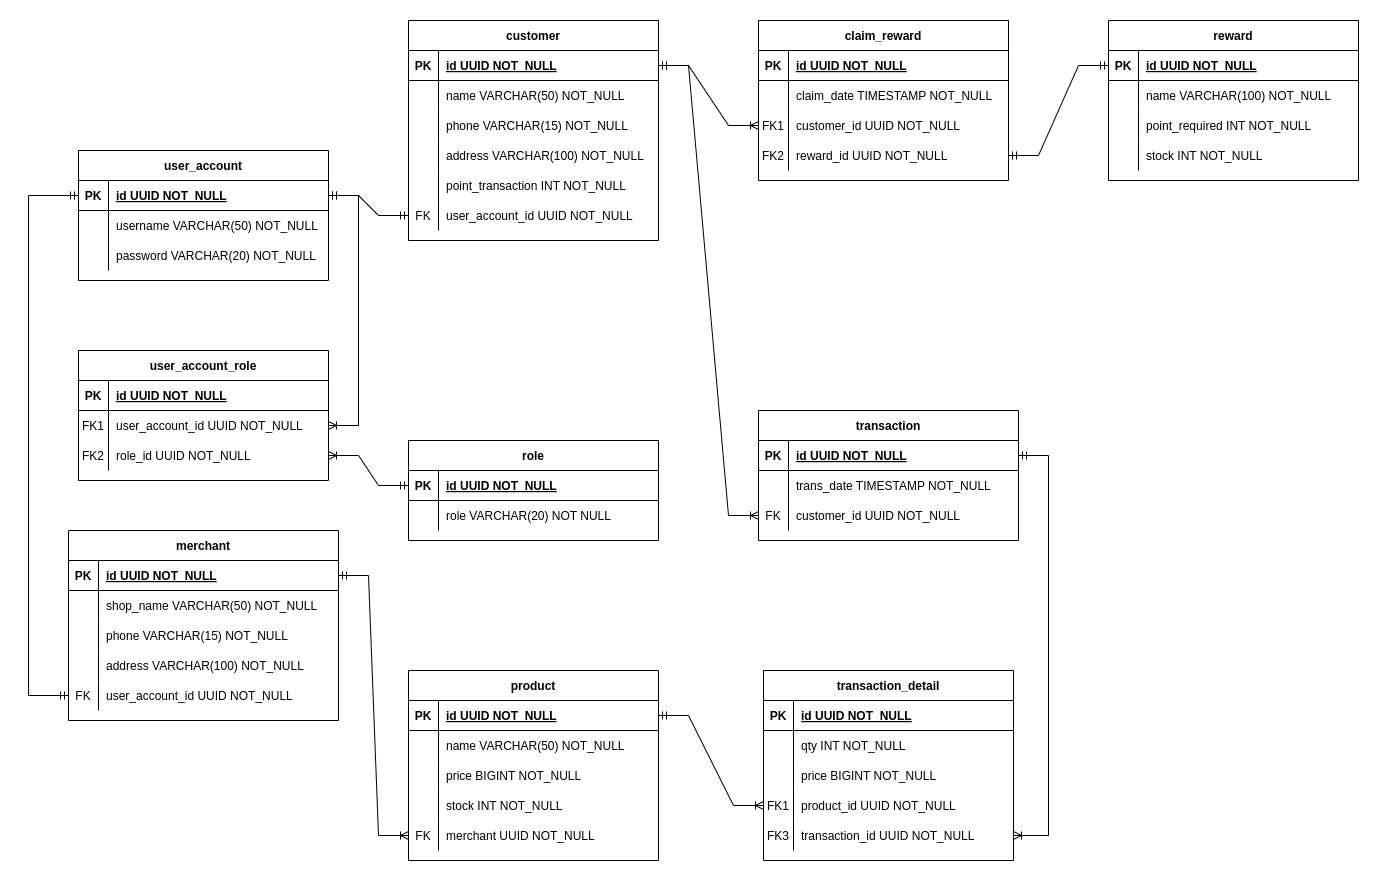 customer
PK id UUID NOT_NULL
name VARCHAR(50) NOT_NULL
phone VARCHAR(15) NOT_NULL
address VARCHAR(100) NOT_NULL
point_transaction INT NOT_NULL
FK user_account_id UUID NOT_NULL
claim_reward
PK id UUID NOT_NULL
claim_date TIMESTAMP NOT_NULL
FK1 customer_id UUID NOT_NULL
FK2 reward_id UUID NOT_NULL
reward
PK id UUID NOT_NULL
name VARCHAR(100) NOT_NULL
point_required INT NOT_NULL
stock INT NOT_NULL
user_account
PK id UUID NOT_NULL
username VARCHAR(50) NOT_NULL
password VARCHAR(20) NOT_NULL
user_account_role
PK id UUID NOT_NULL
FK1 user_account_id UUID NOT_NULL
FK2 role_id UUID NOT_NULL
role
PK id UUID NOT_NULL
role VARCHAR(20) NOT NULL
transaction
PK id UUID NOT_NULL
trans_date TIMESTAMP NOT_NULL
FK customer_id UUID NOT_NULL
merchant
PK id UUID NOT_NULL
shop_name VARCHAR(50) NOT_NULL
phone VARCHAR(15) NOT_NULL
address VARCHAR(100) NOT_NULL
FK user_account_id UUID NOT_NULL
product
PK id UUID NOT_NULL
name VARCHAR(50) NOT_NULL
price BIGINT NOT_NULL
stock INT NOT_NULL
FK merchant UUID NOT_NULL
transaction_detail
PK id UUID NOT_NULL
qty INT NOT_NULL
price BIGINT NOT_NULL
FK1 product_id UUID NOT_NULL
FK3 transaction_id UUID NOT_NULL